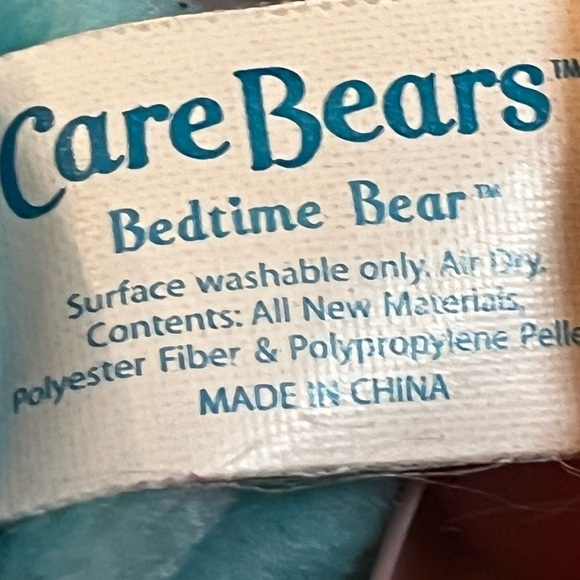 Care Bears™
Bedtime Bear™
Surface washable only. Air Dry.
Contents: All New Materials,
Polyester Fiber & Polypropylene Pelle
MADE IN CHINA